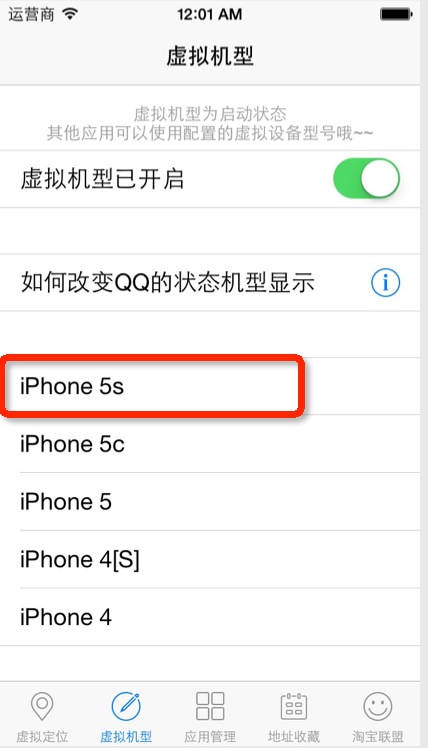 运营商 12:01 AM
虚拟机型
虚拟机型为启动状态
其他应用可以使用配置的虚拟设备型号哦~~
虚拟机型已开启
如何改变QQ的状态机型显示
iPhone 5s
iPhone 5c
iPhone 5
iPhone 4[S]
iPhone 4
虚拟定位 虚拟机型 应用管理 地址收藏 淘宝联盟